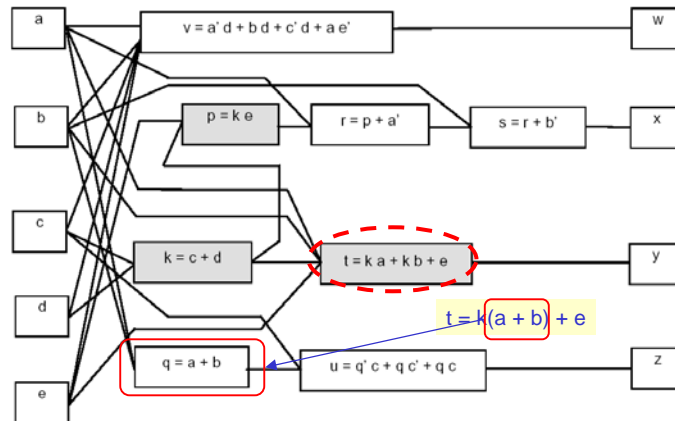 a
v = a' d + b d + c' d + a e'
w
b
p = k e
r = p + a'
s = r + b'
x
c
k = c + d
t = k a + k b + e
y
d
t = k(a + b) + e
q = a + b
u = q' c + q c' + q c
z
e